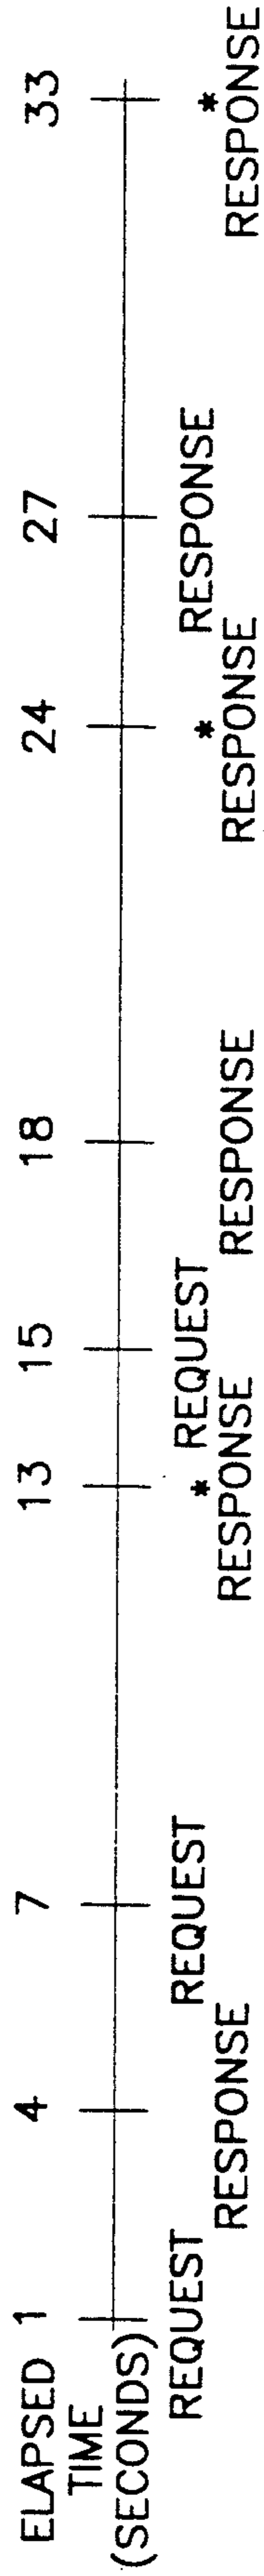 ELAPSED 1 4 7 13 15 18 24 27 33
TIME
(SECONDS)
REQUEST REQUEST * REQUEST * RESPONSE *
RESPONSE RESPONSE RESPONSE RESPONSE RESPONSE